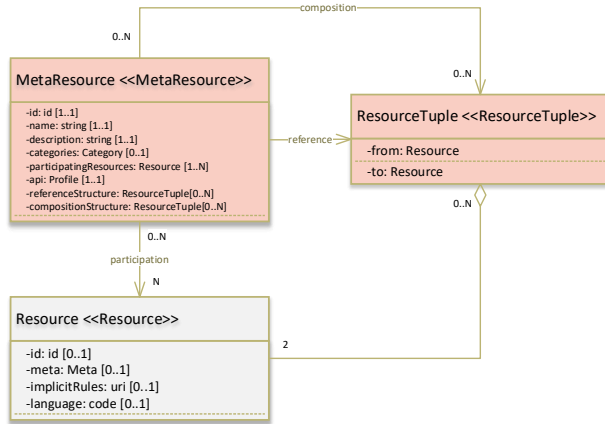 composition
0..N
0..N
MetaResource <<MetaResource>>
-id: id [1..1]
-name: string [1..1]
-description: string [1..1]
-categories: Category [0..1]
-participatingResources: Resource [1..N]
-api: Profile [1..1]
-referenceStructure: ResourceTuple[0..N]
-compositionStructure: ResourceTuple[0..N]
reference
ResourceTuple <<ResourceTuple>>
-from: Resource
-to: Resource
0..N
0..N
participation
N
Resource <<Resource>>
-id: id [0..1]
-meta: Meta [0..1]
-implicitRules: uri [0..1]
-language: code [0..1]
2